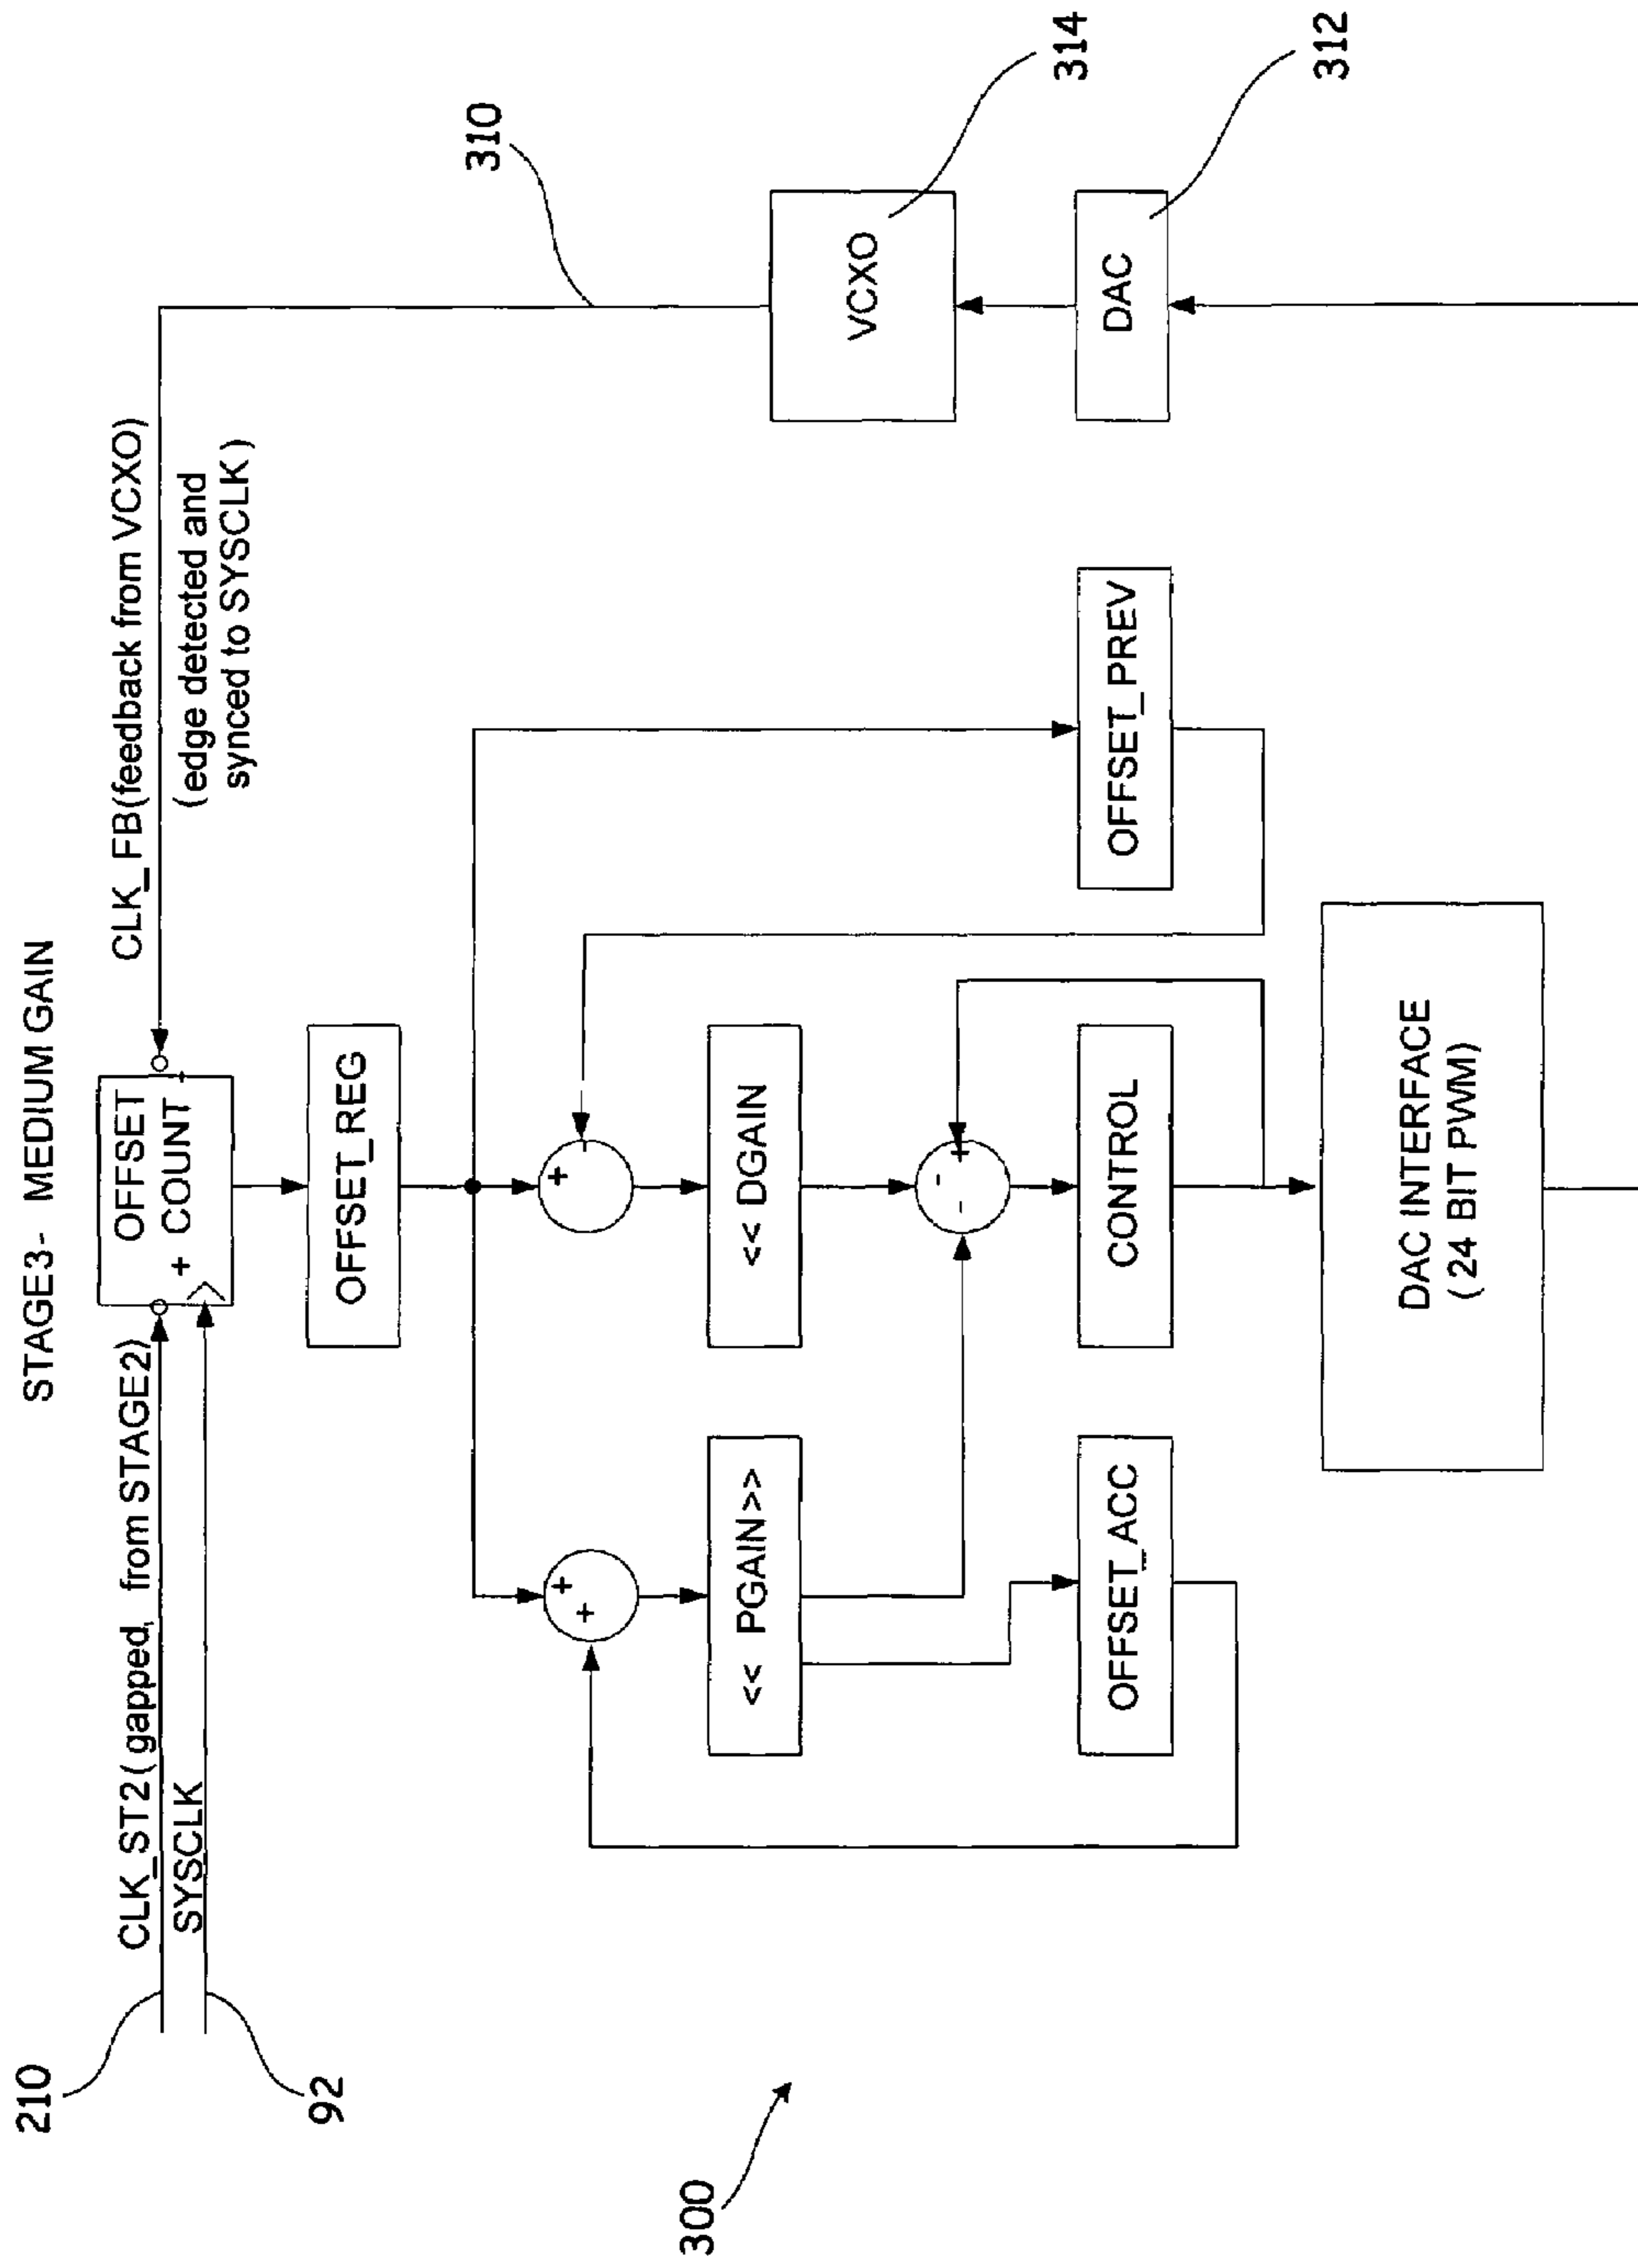 STAGE3- MEDIUM GAIN
210
CLK_ST2(gapped, from STAGE2)
SYSCLK
92
CLK_FB(feedback from VCXO)
(edge detected and
synced to SYSCLK)
310
OFFSET
+ COUNT -
OFFSET_REG
+ +
+ -
<< PGAIN>>
<< DGAIN
- - +
OFFSET_ACC
CONTROL
OFFSET_PREV
VCXO
314
DAC
312
DAC INTERFACE
(24 BIT PWM)
300